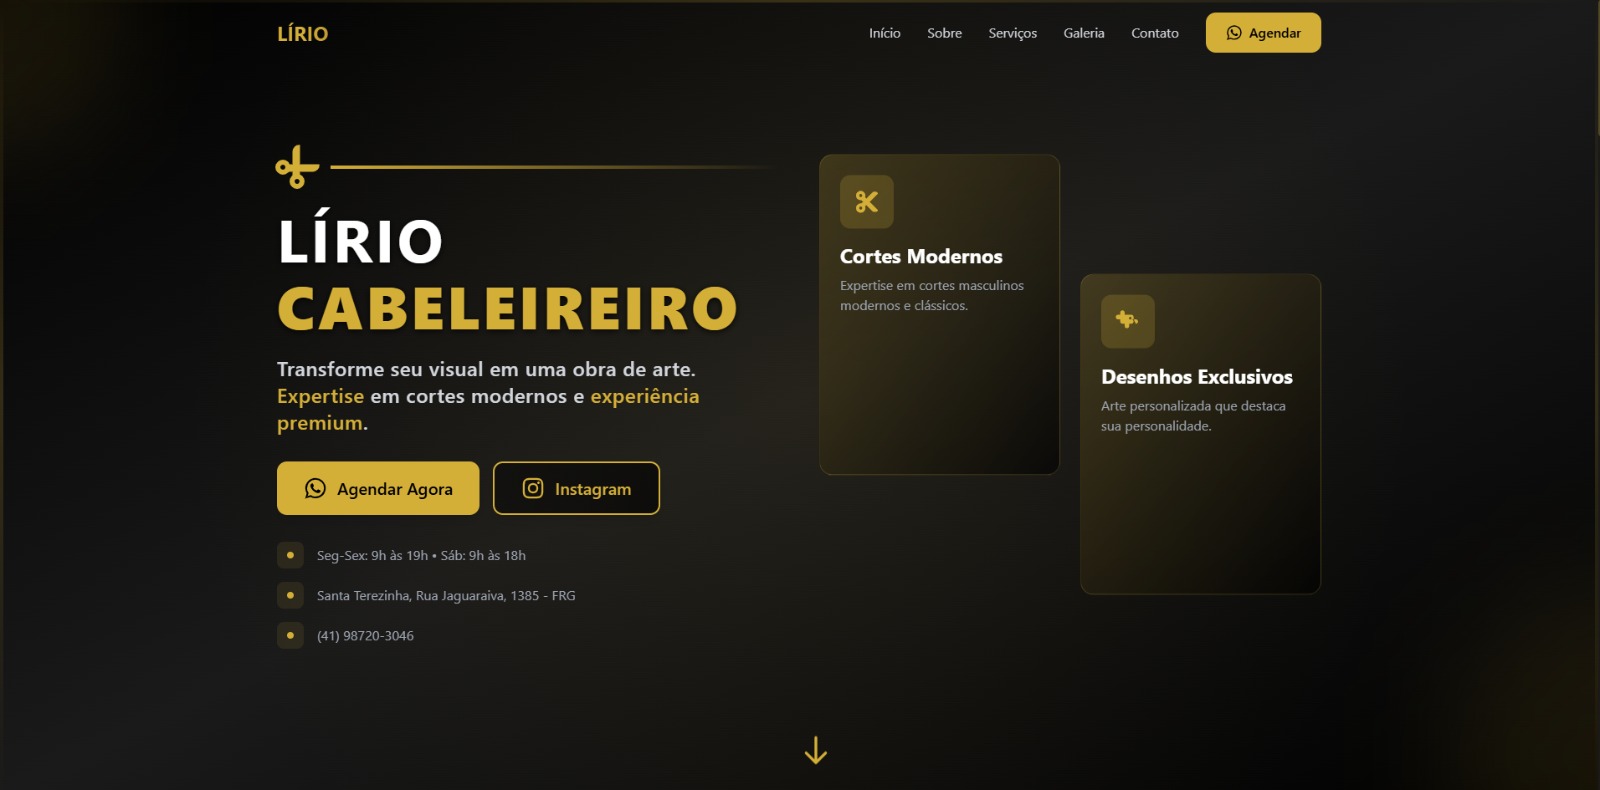 LÍRIO
Início
Sobre
Serviços
Galeria
Contato
Agendar
LÍRIO
CABELEIREIRO
Transforme seu visual em uma obra de arte.
Expertise em cortes modernos e experiência
premium.
Agendar Agora
Instagram
Seg-Sex: 9h às 19h • Sáb: 9h às 18h
Santa Terezinha, Rua Jaguaraiva, 1385 - FRG
(41) 98720-3046
Cortes Modernos
Expertise em cortes masculinos
modernos e clássicos.
Desenhos Exclusivos
Arte personalizada que destaca
sua personalidade.